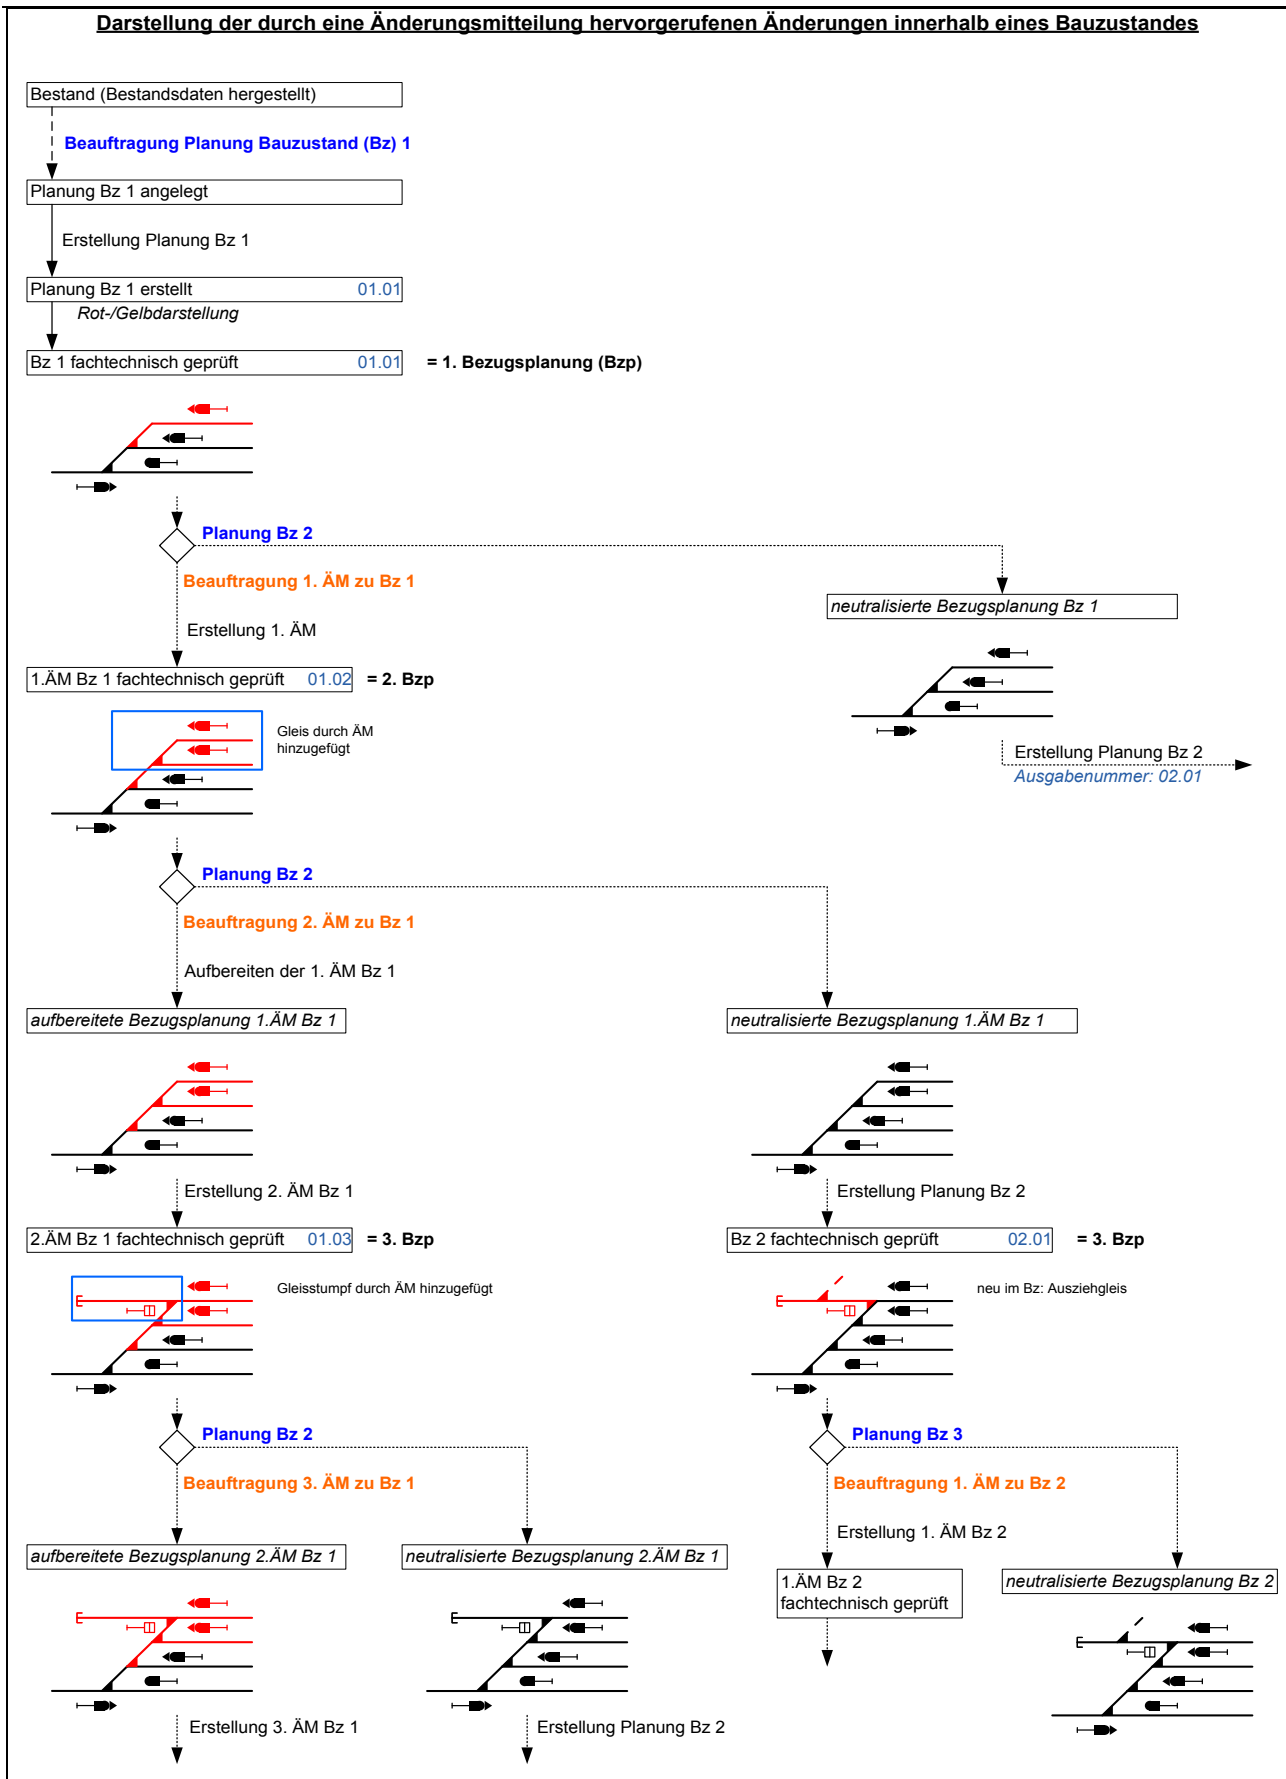 Darstellung der durch eine Änderungsmitteilung hervorgerufenen Änderungen innerhalb eines Bauzustandes
Bestand (Bestandsdaten hergestellt)
Beauftragung Planung Bauzustand (Bz) 1
Planung Bz 1 angelegt
Erstellung Planung Bz 1
Planung Bz 1 erstellt 01.01
Rot-/Gelbdarstellung
Bz 1 fachtechnisch geprüft 01.01 = 1. Bezugsplanung (Bzp)
Planung Bz 2
Beauftragung 1. ÄM zu Bz 1
neutralisierte Bezugsplanung Bz 1
Erstellung 1. ÄM
1.ÄM Bz 1 fachtechnisch geprüft 01.02 = 2. Bzp
Gleis durch ÄM
hinzugefügt
Erstellung Planung Bz 2
Ausgabenummer: 02.01
Planung Bz 2
Beauftragung 2. ÄM zu Bz 1
Aufbereiten der 1. ÄM Bz 1
aufbereitete Bezugsplanung 1.ÄM Bz 1
neutralisierte Bezugsplanung 1.ÄM Bz 1
Erstellung 2. ÄM Bz 1
Erstellung Planung Bz 2
2.ÄM Bz 1 fachtechnisch geprüft 01.03 = 3. Bzp
Bz 2 fachtechnisch geprüft 02.01 = 3. Bzp
Gleisstumpf durch ÄM hinzugefügt
neu im Bz: Ausziehgleis
Planung Bz 2
Planung Bz 3
Beauftragung 3. ÄM zu Bz 1
Beauftragung 1. ÄM zu Bz 2
Erstellung 1. ÄM Bz 2
aufbereitete Bezugsplanung 2.ÄM Bz 1
neutralisierte Bezugsplanung 2.ÄM Bz 1
1.ÄM Bz 2
fachtechnisch geprüft
neutralisierte Bezugsplanung Bz 2
Erstellung 3. ÄM Bz 1
Erstellung Planung Bz 2